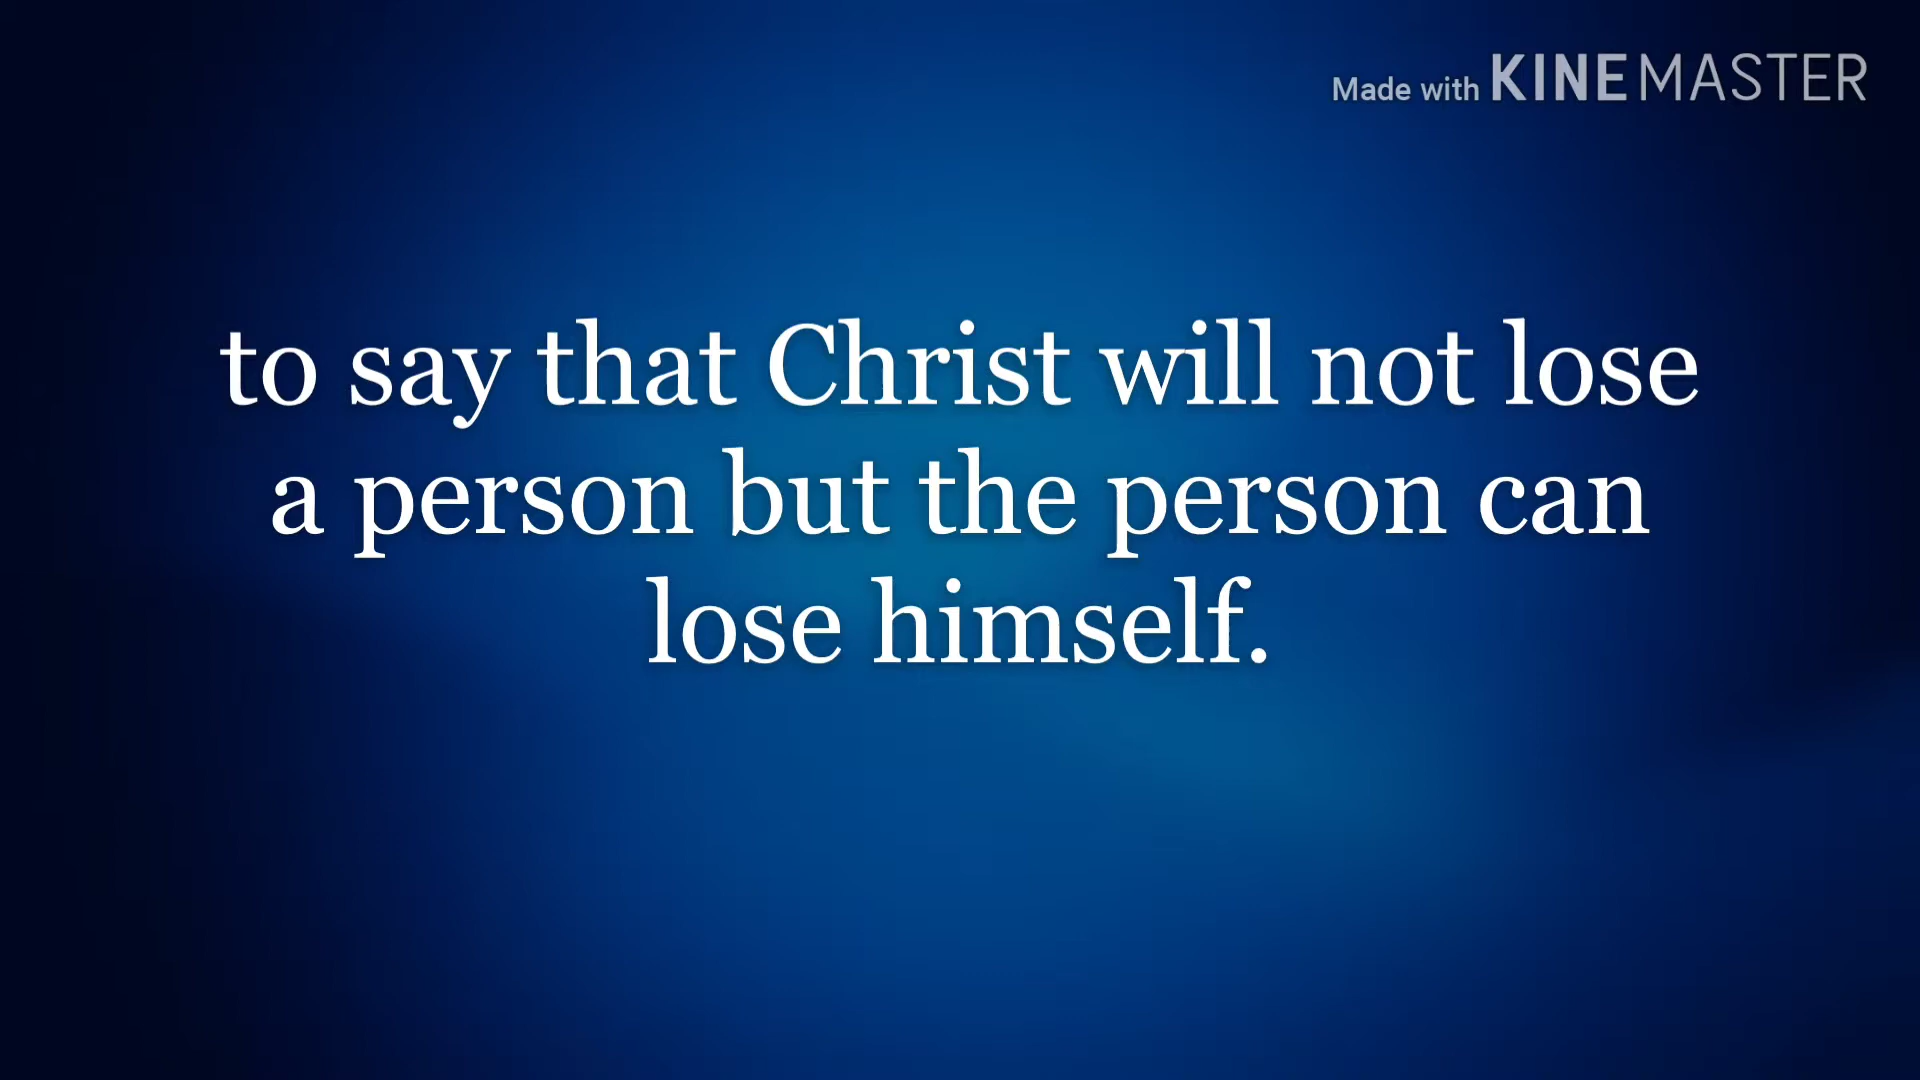 Made with KINEMASTER
to say that Christ will not lose
a person but the person can
lose himself.